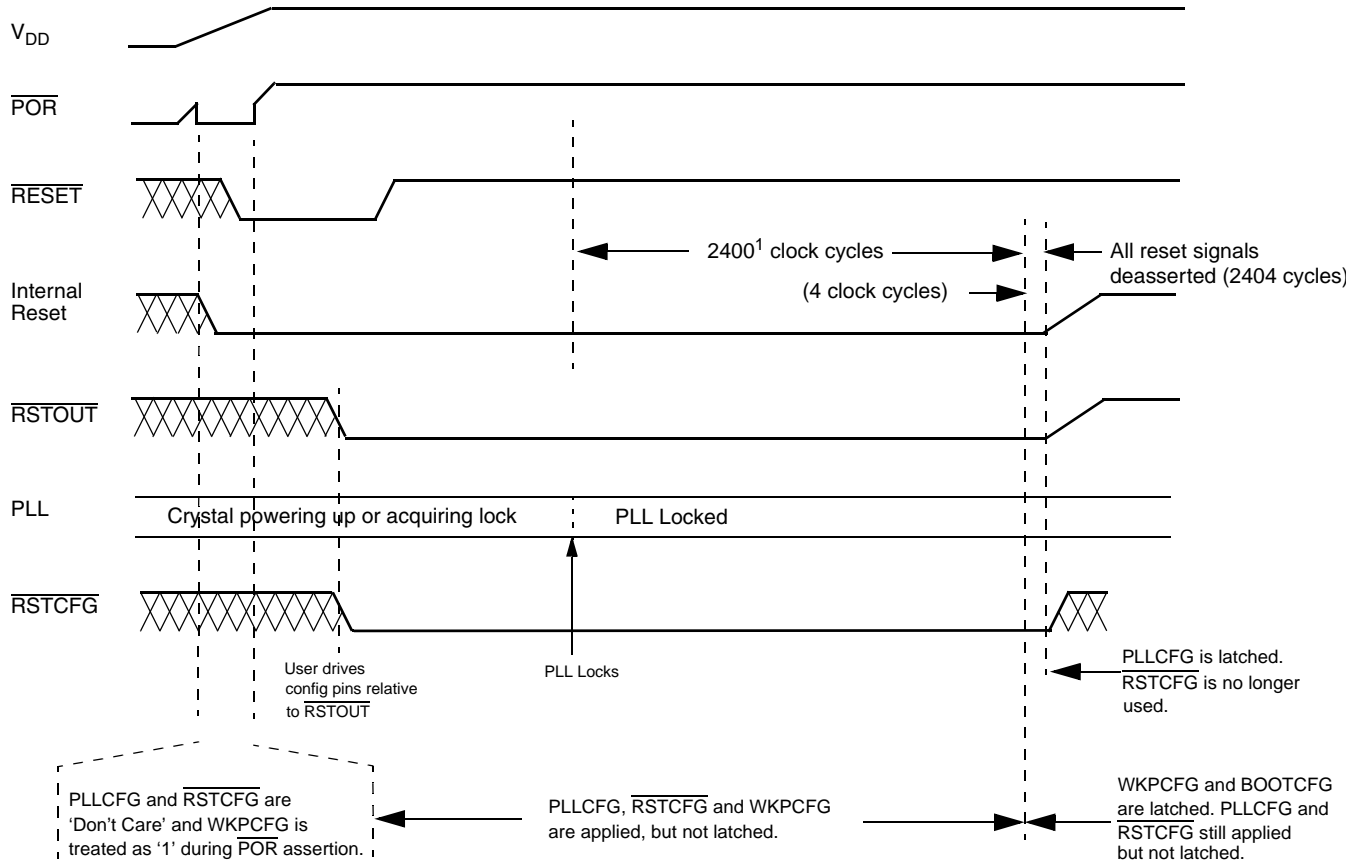 VDD
POR
RESET
2400¹ clock cycles
All reset signals
deasserted (2404 cycles)
(4 clock cycles)
Internal
Reset
RSTOUT
PLL
Crystal powering up or acquiring lock
PLL Locked
RSTCFG
User drives
config pins relative
to RSTOUT
PLL Locks
PLLCFG is latched.
RSTCFG is no longer
used.
PLLCFG and RSTCFG are
‘Don’t Care’ and WKPCFG is
treated as ‘1’ during POR assertion.
PLLCFG, RSTCFG and WKPCFG
are applied, but not latched.
WKPCFG and BOOTCFG
are latched. PLLCFG and
RSTCFG still applied
but not latched.